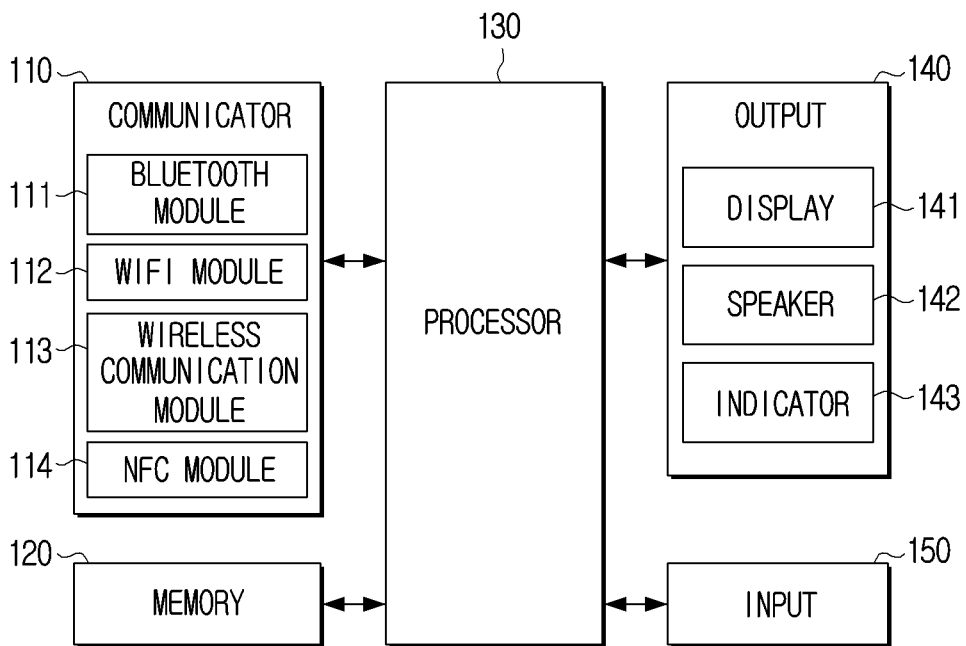 130
110
COMMUNICATOR
111
BLUETOOTH
MODULE
112
WIFI MODULE
113
WIRELESS
COMMUNICATION
MODULE
114
NFC MODULE
120
MEMORY
PROCESSOR
140
OUTPUT
DISPLAY
141
SPEAKER
142
INDICATOR
143
150
INPUT